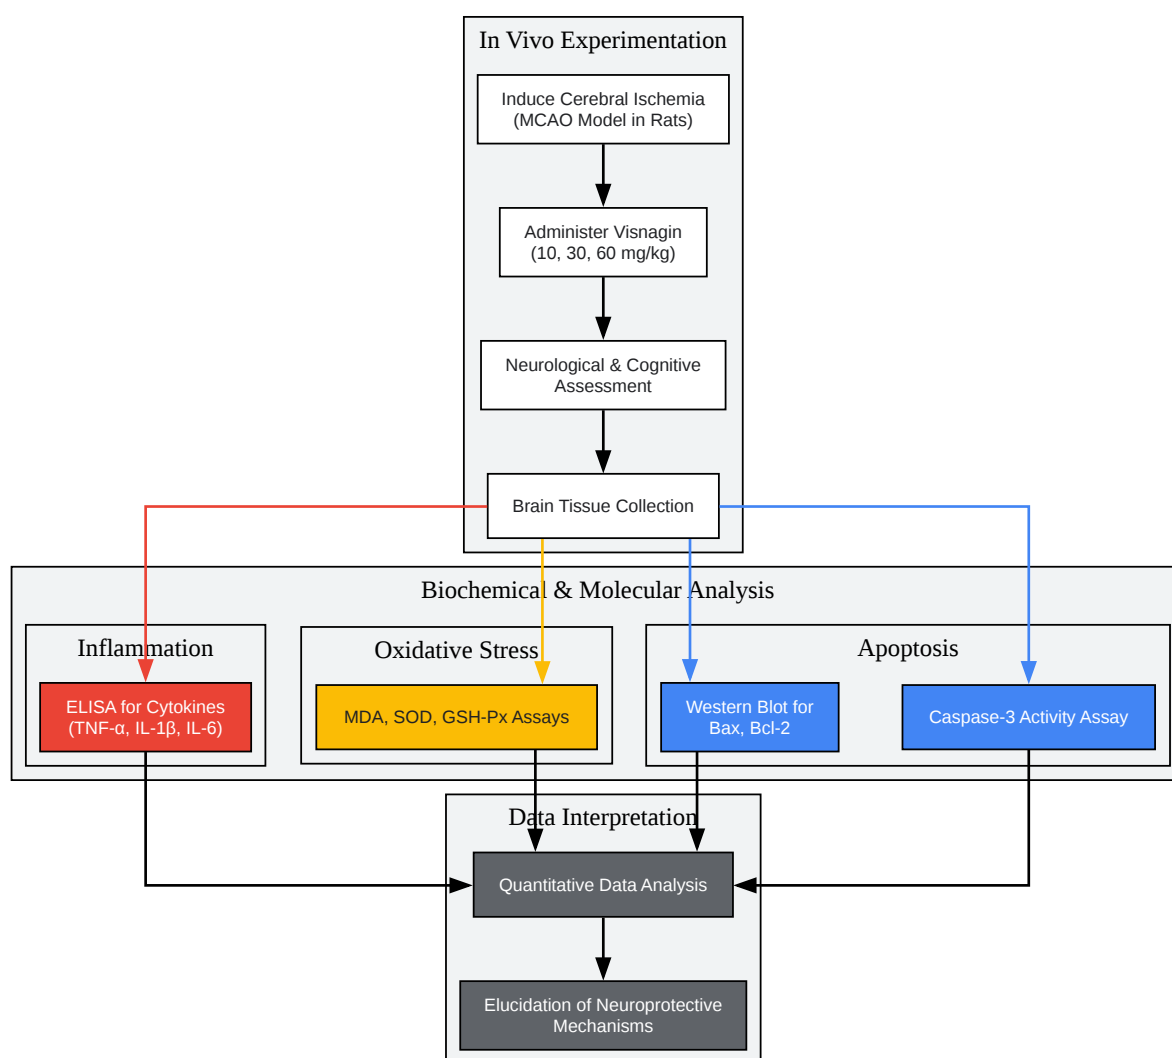 In Vivo Experimentation
Induce Cerebral Ischemia
(MCAO Model in Rats)
Administer Visnagin
(10, 30, 60 mg/kg)
Neurological & Cognitive
Assessment
Brain Tissue Collection
Biochemical & Molecular Analysis
Inflammation
ELISA for Cytokines
(TNF-α, IL-1β, IL-6)
Oxidative Stress
MDA, SOD, GSH-Px Assays
Apoptosis
Western Blot for
Bax, Bcl-2
Caspase-3 Activity Assay
Data Interpretation
Quantitative Data Analysis
Elucidation of Neuroprotective
Mechanisms